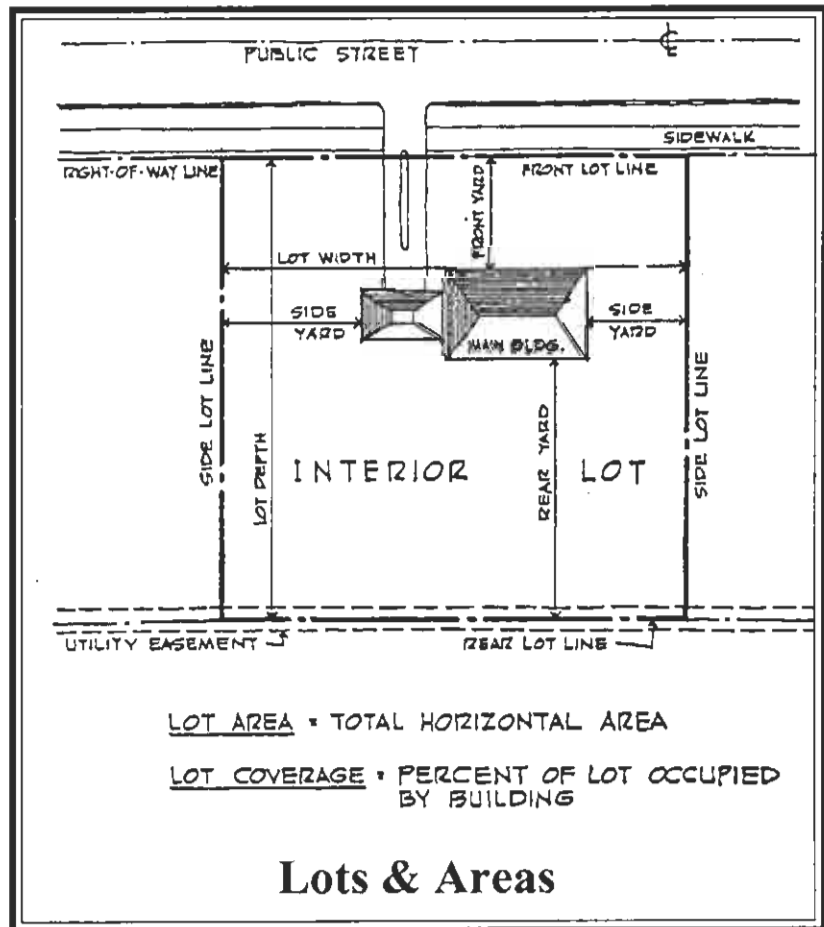 PUBLIC STREET
℄
SIDEWALK
RIGHT-OF-WAY LINE
FRONT LOT LINE
FRONT YARD
LOT WIDTH
SIDE
YARD
SIDE
YARD
MAIN BLDG.
SIDE LOT LINE
LOT DEPTH
INTERIOR LOT
REAR YARD
SIDE LOT LINE
UTILITY EASEMENT
REAR LOT LINE
LOT AREA = TOTAL HORIZONTAL AREA
LOT COVERAGE = PERCENT OF LOT OCCUPIED
BY BUILDING
Lots & Areas